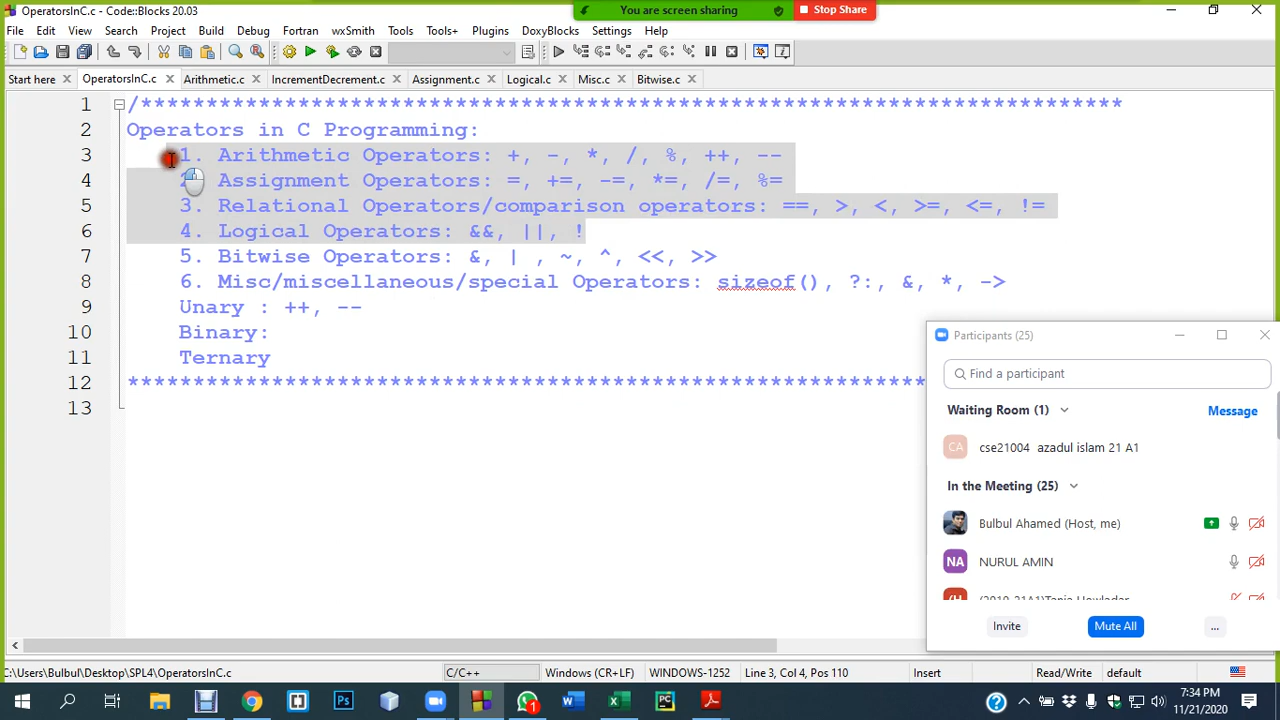 OperatorsInC.c - Code::Blocks 20.03
You are screen sharing
Stop Share
File Edit View Search Project Build Debug Fortran wxSmith Tools Tools+ Plugins DoxyBlocks Settings Help
Start here OperatorsInC.c Arithmetic.c IncrementDecrement.c Assignment.c Logical.c Misc.c Bitwise.c
1 /***************************************************************************
2 Operators in C Programming:
3 1. Arithmetic Operators: +, -, *, /, %, ++, --
4 2. Assignment Operators: =, +=, -=, *=, /=, %=
5 3. Relational Operators/comparison operators: ==, >, <, >=, <=, !=
6 4. Logical Operators: &&, ||, !
7 5. Bitwise Operators: &, | , ~, ^, <<, >>
8 6. Misc/miscellaneous/special Operators: sizeof(), ?:, &, *, ->
9 Unary : ++, --
10 Binary:
11 Ternary
12 *************************************************************
13
Participants (25)
Find a participant
Waiting Room (1)
Message
CA cse21004 azadul islam 21 A1
In the Meeting (25)
Bulbul Ahamed (Host, me)
NA NURUL AMIN
Invite Mute All ...
C:\Users\Bulbul\Desktop\SPL4\OperatorsInC.c C/C++ Windows (CR+LF) WINDOWS-1252 Line 3, Col 4, Pos 110 Insert Read/Write default
7:34 PM
11/21/2020